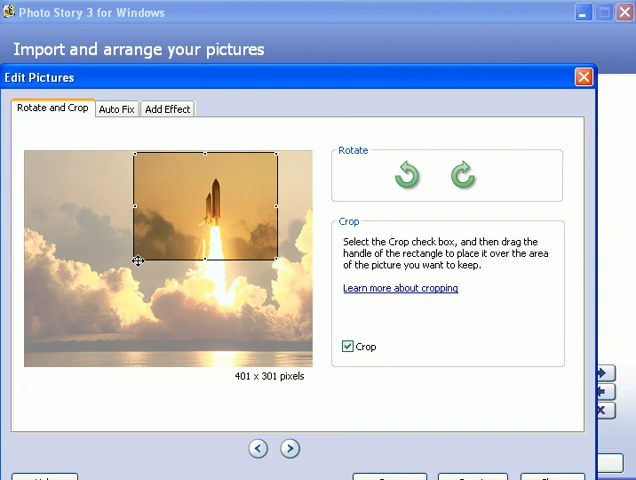 Photo Story 3 for Windows
Import and arrange your pictures
Edit Pictures
Rotate and Crop
Auto Fix
Add Effect
Rotate
Crop
Select the Crop check box, and then drag the
handle of the rectangle to place it over the area
of the picture you want to keep.
Learn more about cropping
Crop
401 x 301 pixels